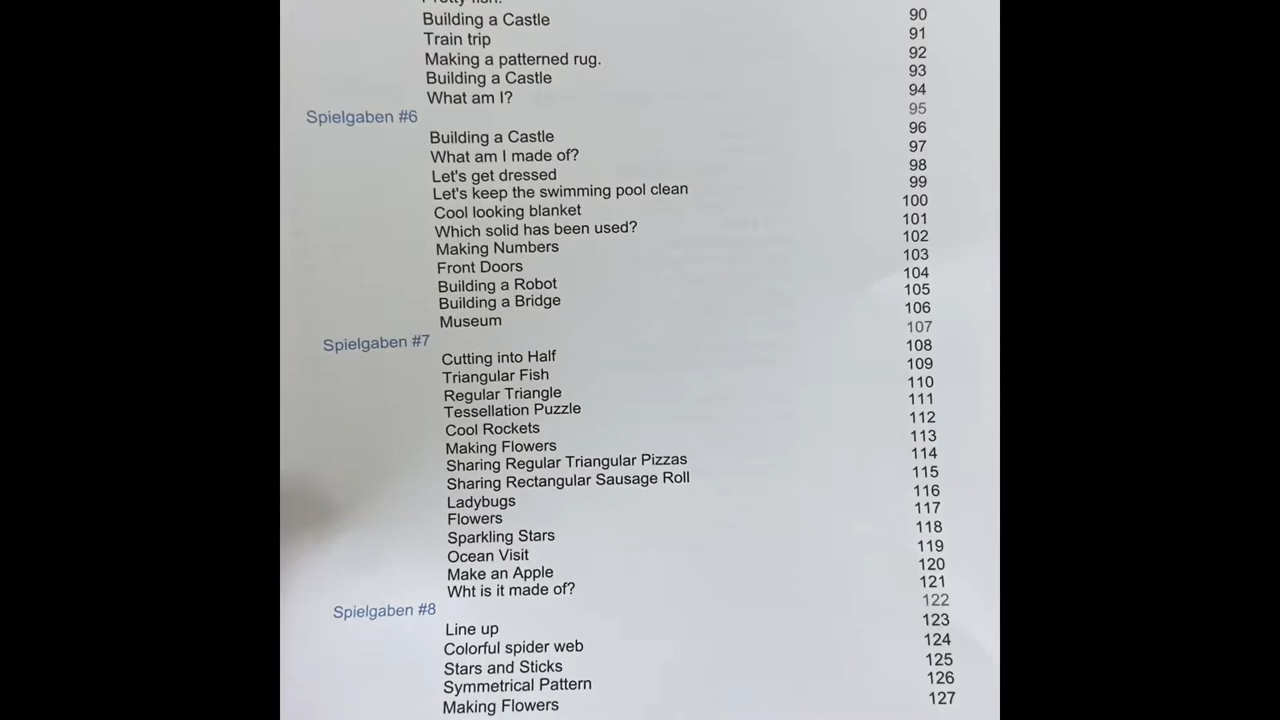 Building a Castle 90
Train trip 91
Making a patterned rug. 92
Building a Castle 93
What am I? 94
Spielgaben #6 95
Building a Castle 96
What am I made of? 97
Let's get dressed 98
Let's keep the swimming pool clean 99
Cool looking blanket 100
Which solid has been used? 101
Making Numbers 102
Front Doors 103
Building a Robot 104
Building a Bridge 105
Museum 106
Spielgaben #7 107
Cutting into Half 108
Triangular Fish 109
Regular Triangle 110
Tessellation Puzzle 111
Cool Rockets 112
Making Flowers 113
Sharing Regular Triangular Pizzas 114
Sharing Rectangular Sausage Roll 115
Ladybugs 116
Flowers 117
Sparkling Stars 118
Ocean Visit 119
Make an Apple 120
Wht is it made of? 121
Spielgaben #8 122
Line up 123
Colorful spider web 124
Stars and Sticks 125
Symmetrical Pattern 126
Making Flowers 127